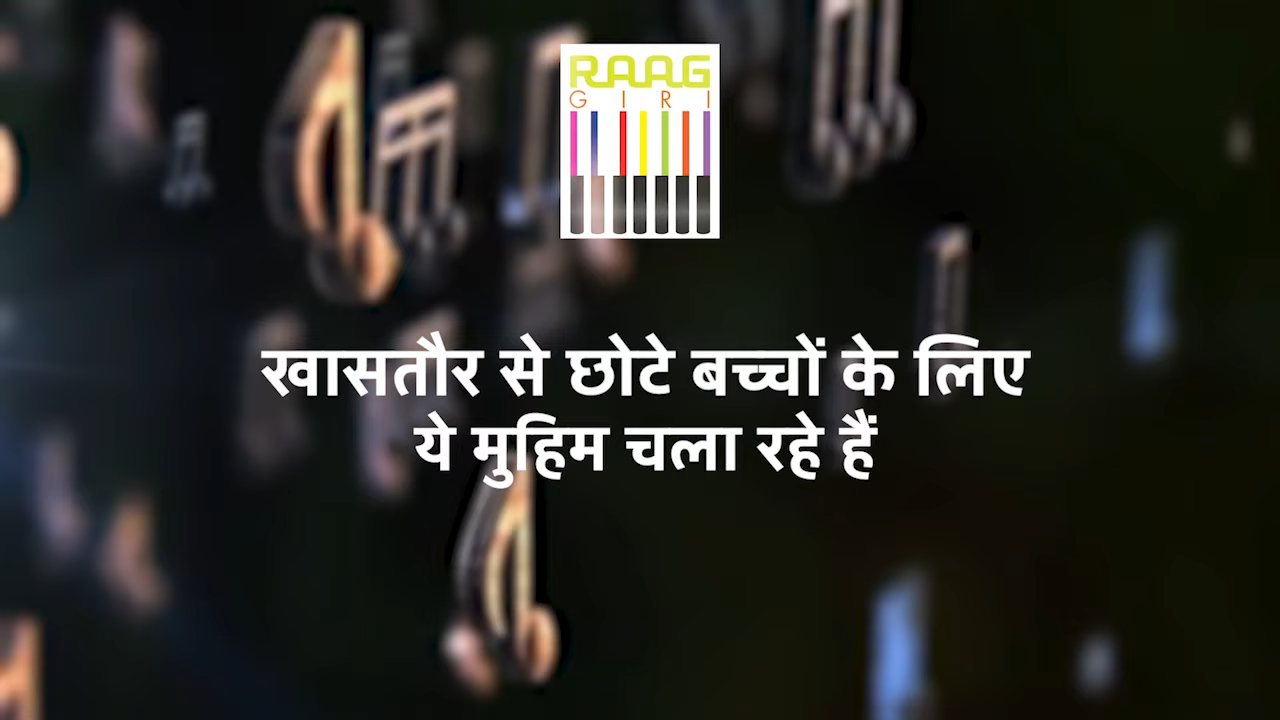 RAAG
GIRI
खासतौर से छोटे बच्चों के लिए
ये मुहिम चला रहे हैं